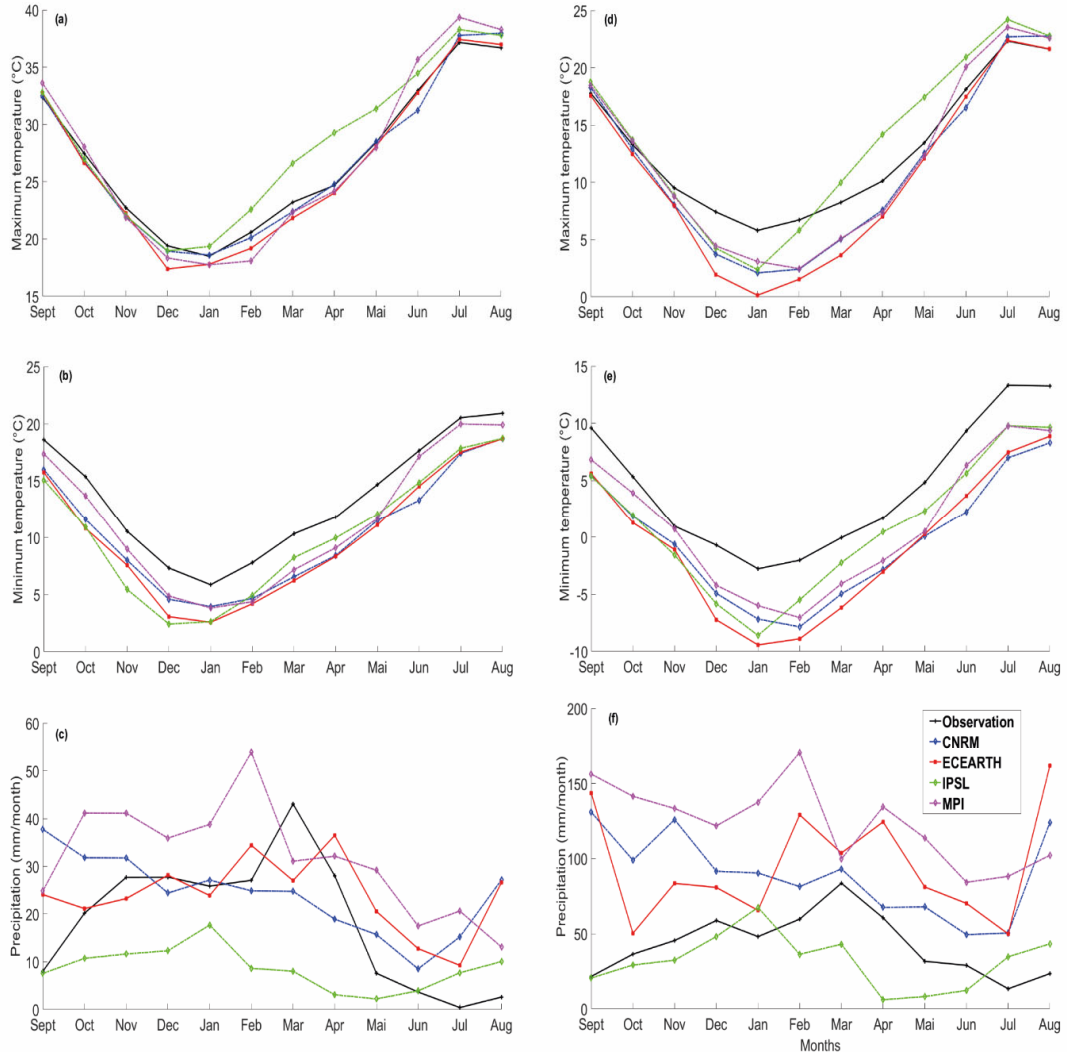 (a)
Maximum temperature (°C)
40
35
30
25
20
15
Sept Oct Nov Dec Jan Feb Mar Apr Mai Jun Jul Aug
(d)
Maximum temperature (°C)
25
20
15
10
5
0
Sept Oct Nov Dec Jan Feb Mar Apr Mai Jun Jul Aug
(b)
Minimum temperature (°C)
25
20
15
10
5
0
Sept Oct Nov Dec Jan Feb Mar Apr Mai Jun Jul Aug
(e)
Minimum temperature (°C)
15
10
5
0
-5
-10
Sept Oct Nov Dec Jan Feb Mar Apr Mai Jun Jul Aug
(c)
Precipitation (mm/month)
60
50
40
30
20
10
0
Sept Oct Nov Dec Jan Feb Mar Apr Mai Jun Jul Aug
(f)
Precipitation (mm/month)
200
150
100
50
0
Observation
CNRM
ECEARTH
IPSL
MPI
Sept Oct Nov Dec Jan Feb Mar Apr Mai Jun Jul Aug
Months